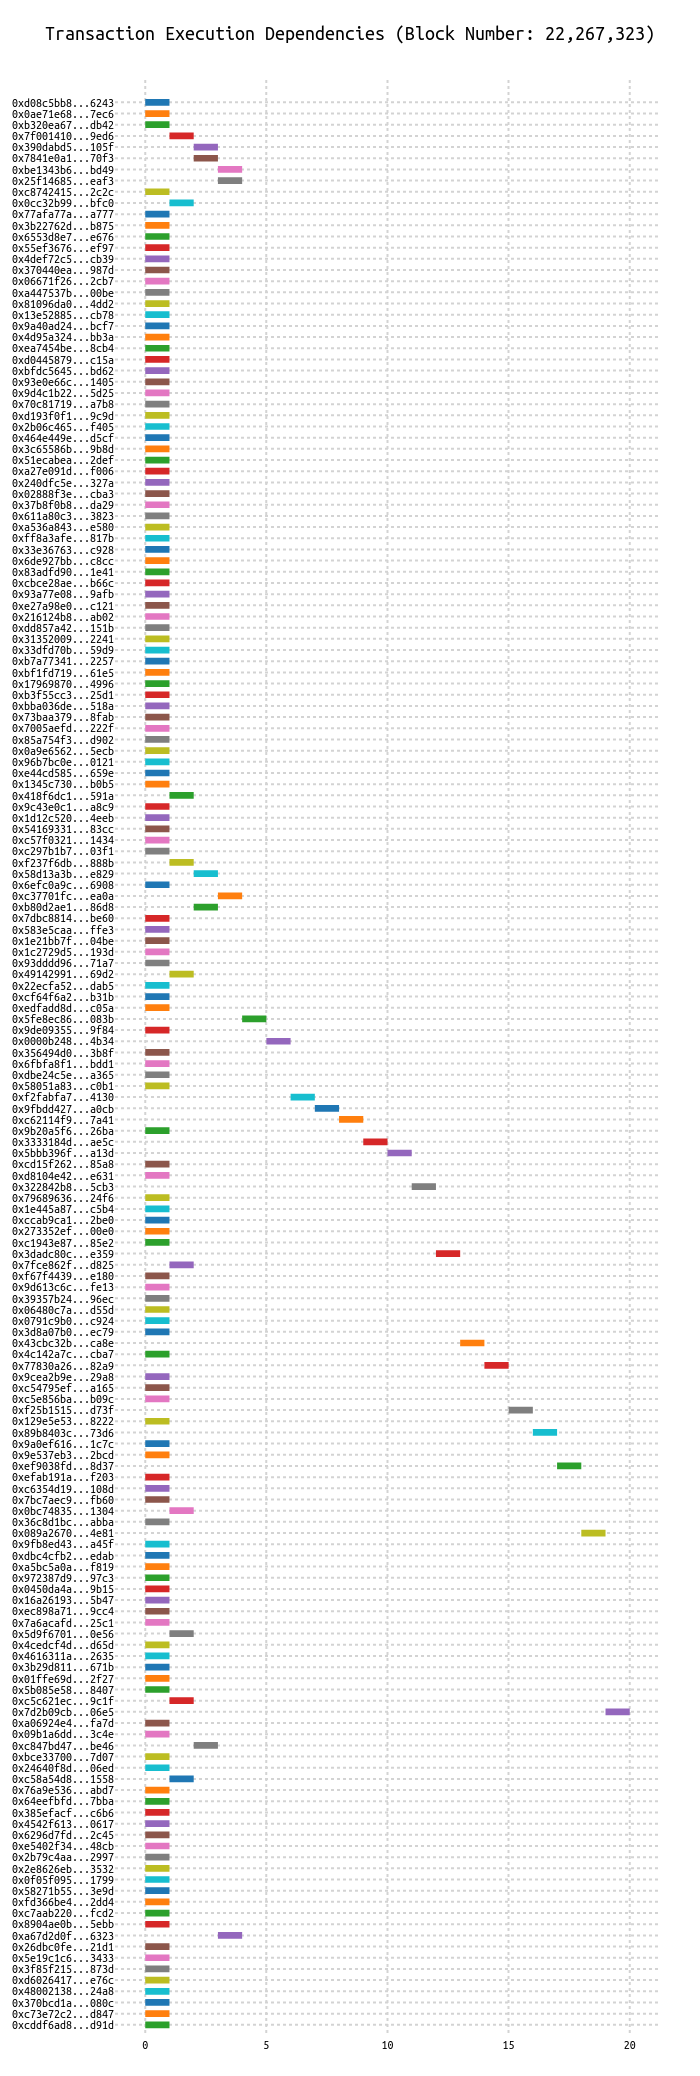 Transaction Execution Dependencies (Block Number: 22,267,323)
0xd08c5bb8...6243
0x0ae71e68...7ec6
0xb320ea67...db42
0x7f001410...9ed6
0x390dabd5...105f
0x7841e0a1...70f3
0xbe1343b6...bd49
0x25f14685...eaf3
0xc8742415...2c2c
0x0cc32b99...bfc0
0x77afa77a...a777
0x3b22762d...b875
0x6553d8e7...e676
0x55ef3676...ef97
0x4def72c5...cb39
0x370440ea...987d
0x06671f26...2cb7
0xa447537b...00be
0x81096da0...4dd2
0x13e52885...cb78
0x9a40ad24...bcf7
0x4d95a324...bb3a
0xea7454be...8cb4
0xd0445879...c15a
0xbfdc5645...bd62
0x93e0e66c...1405
0x9d4c1b22...5d25
0x70c81719...a7b8
0xd193f0f1...9c9d
0x2b06c465...f405
0x464e449e...d5cf
0x3c65586b...9b8d
0x51ecabea...2def
0xa27e091d...f006
0x240dfc5e...327a
0x02888f3e...cba3
0x37b8f0b8...da29
0x611a80c3...3823
0xa536a843...e580
0xff8a3afe...817b
0x33e36763...c928
0x6de927bb...c8cc
0x83adfd90...1e41
0xcbce28ae...b66c
0x93a77e08...9afb
0xe27a98e0...c121
0x216124b8...ab02
0xdd857a42...151b
0x31352009...2241
0x33dfd70b...59d9
0xb7a77341...2257
0xbf1fd719...61e5
0x17969870...4996
0xb3f55cc3...25d1
0xbba036de...518a
0x73baa379...8fab
0x7005aefd...222f
0x85a754f3...d902
0x0a9e6562...5ecb
0x96b7bc0e...0121
0xe44cd585...659e
0x1345c730...b0b5
0x418f6dc1...591a
0x9c43e0c1...a8c9
0x1d12c520...4eeb
0x54169331...83cc
0xc57f0321...1434
0xc297b1b7...03f1
0xf237f6db...888b
0x58d13a3b...e829
0x6efc0a9c...6908
0xc37701fc...ea0a
0xb80d2ae1...86d8
0x7dbc8814...be60
0x583e5caa...ffe3
0x1e21bb7f...04be
0x1c2729d5...193d
0x93dddd96...71a7
0x49142991...69d2
0x22ecfa52...dab5
0xcf64f6a2...b31b
0xedfadd8d...c05a
0x5fe8ec86...083b
0x9de09355...9f84
0x0000b248...4b34
0x356494d0...3b8f
0x6fbfa8f1...bdd1
0xdbe24c5e...a365
0x58051a83...c0b1
0xf2fabfa7...4130
0x9fbdd427...a0cb
0xc62114f9...7a41
0x9b20a5f6...26ba
0x3333184d...ae5c
0x5bbb396f...a13d
0xcd15f262...85a8
0xd8104e42...e631
0x322842b8...5cb3
0x79689636...24f6
0x1e445a87...c5b4
0xccab9ca1...2be0
0x273352ef...00e0
0xc1943e87...85e2
0x3dadc80c...e359
0x7fce862f...d825
0xf67f4439...e180
0x9d613c6c...fe13
0x39357b24...96ec
0x06480c7a...d55d
0x0791c9b0...c924
0x3d8a07b0...ec79
0x43cbc32b...ca8e
0x4c142a7c...cba7
0x77830a26...82a9
0x9cea2b9e...29a8
0xc54795ef...a165
0xc5e856ba...b09c
0xf25b1515...d73f
0x129e5e53...8222
0x89b8403c...73d6
0x9a0ef616...1c7c
0x9e537eb3...2bcd
0xef9038fd...8d37
0xefab191a...f203
0xc6354d19...108d
0x7bc7aec9...fb60
0x0bc74835...1304
0x36c8d1bc...abba
0x089a2670...4e81
0x9fb8ed43...a45f
0xdbc4cfb2...edab
0xa5bc5a0a...f819
0x972387d9...97c3
0x0450da4a...9b15
0x16a26193...5b47
0xec898a71...9cc4
0x7a6acafd...25c1
0x5d9f6701...0e56
0x4cedcf4d...d65d
0x4616311a...2635
0x3b29d811...671b
0x01ffe69d...2f27
0x5b085e58...8407
0xc5c621ec...9c1f
0x7d2b09cb...06e5
0xa06924e4...fa7d
0x09b1a6dd...3c4e
0xc847bd47...be46
0xbce33700...7d07
0x24640f8d...06ed
0xc58a54d8...1558
0x76a9e536...abd7
0x64eefbfd...7bba
0x385efacf...c6b6
0x4542f613...0617
0x6296d7fd...2c45
0xe5402f34...48cb
0x2b79c4aa...2997
0x2e8626eb...3532
0x0f05f095...1799
0x58271b55...3e9d
0xfd366be4...2dd4
0xc7aab220...fcd2
0x8904ae0b...5ebb
0xa67d2d0f...6323
0x26dbc0fe...21d1
0x5e19c1c6...3433
0x3f85f215...873d
0xd6026417...e76c
0x48002138...24a8
0x370bcd1a...080c
0xc73e72c2...d847
0xcddf6ad8...d91d
0 5 10 15 20